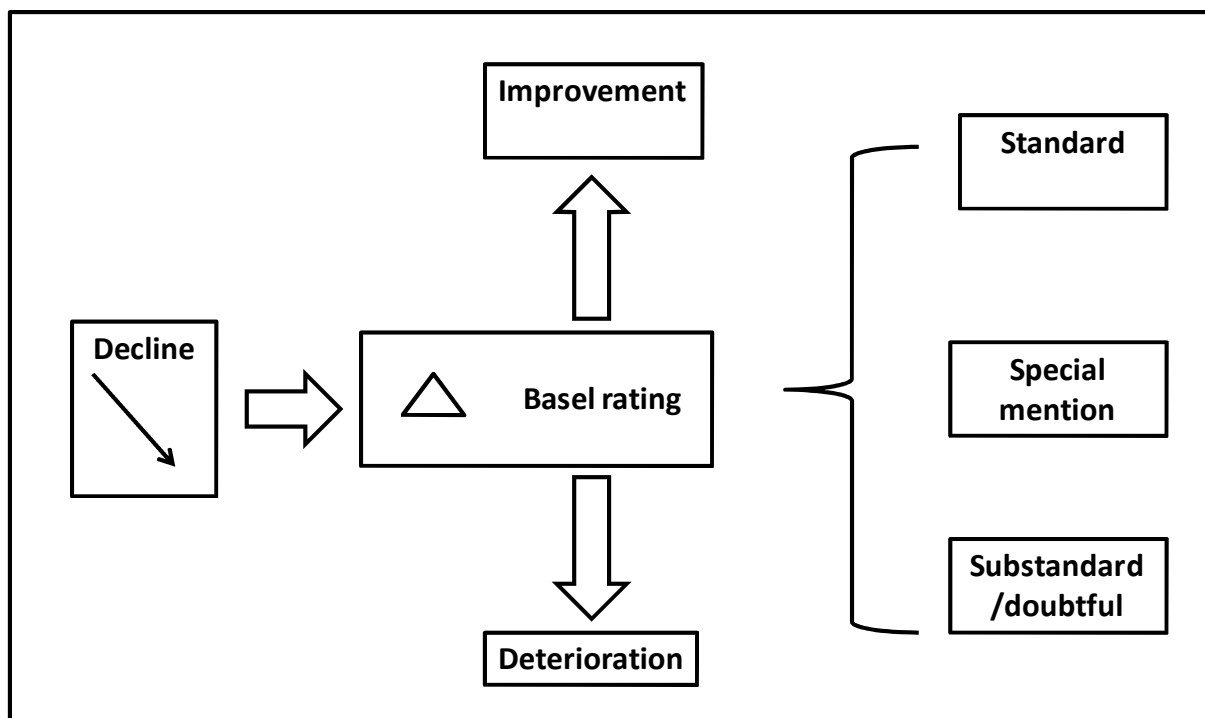 Improvement
Standard
Decline
Basel rating
Special
mention
Substandard
/doubtful
Deterioration